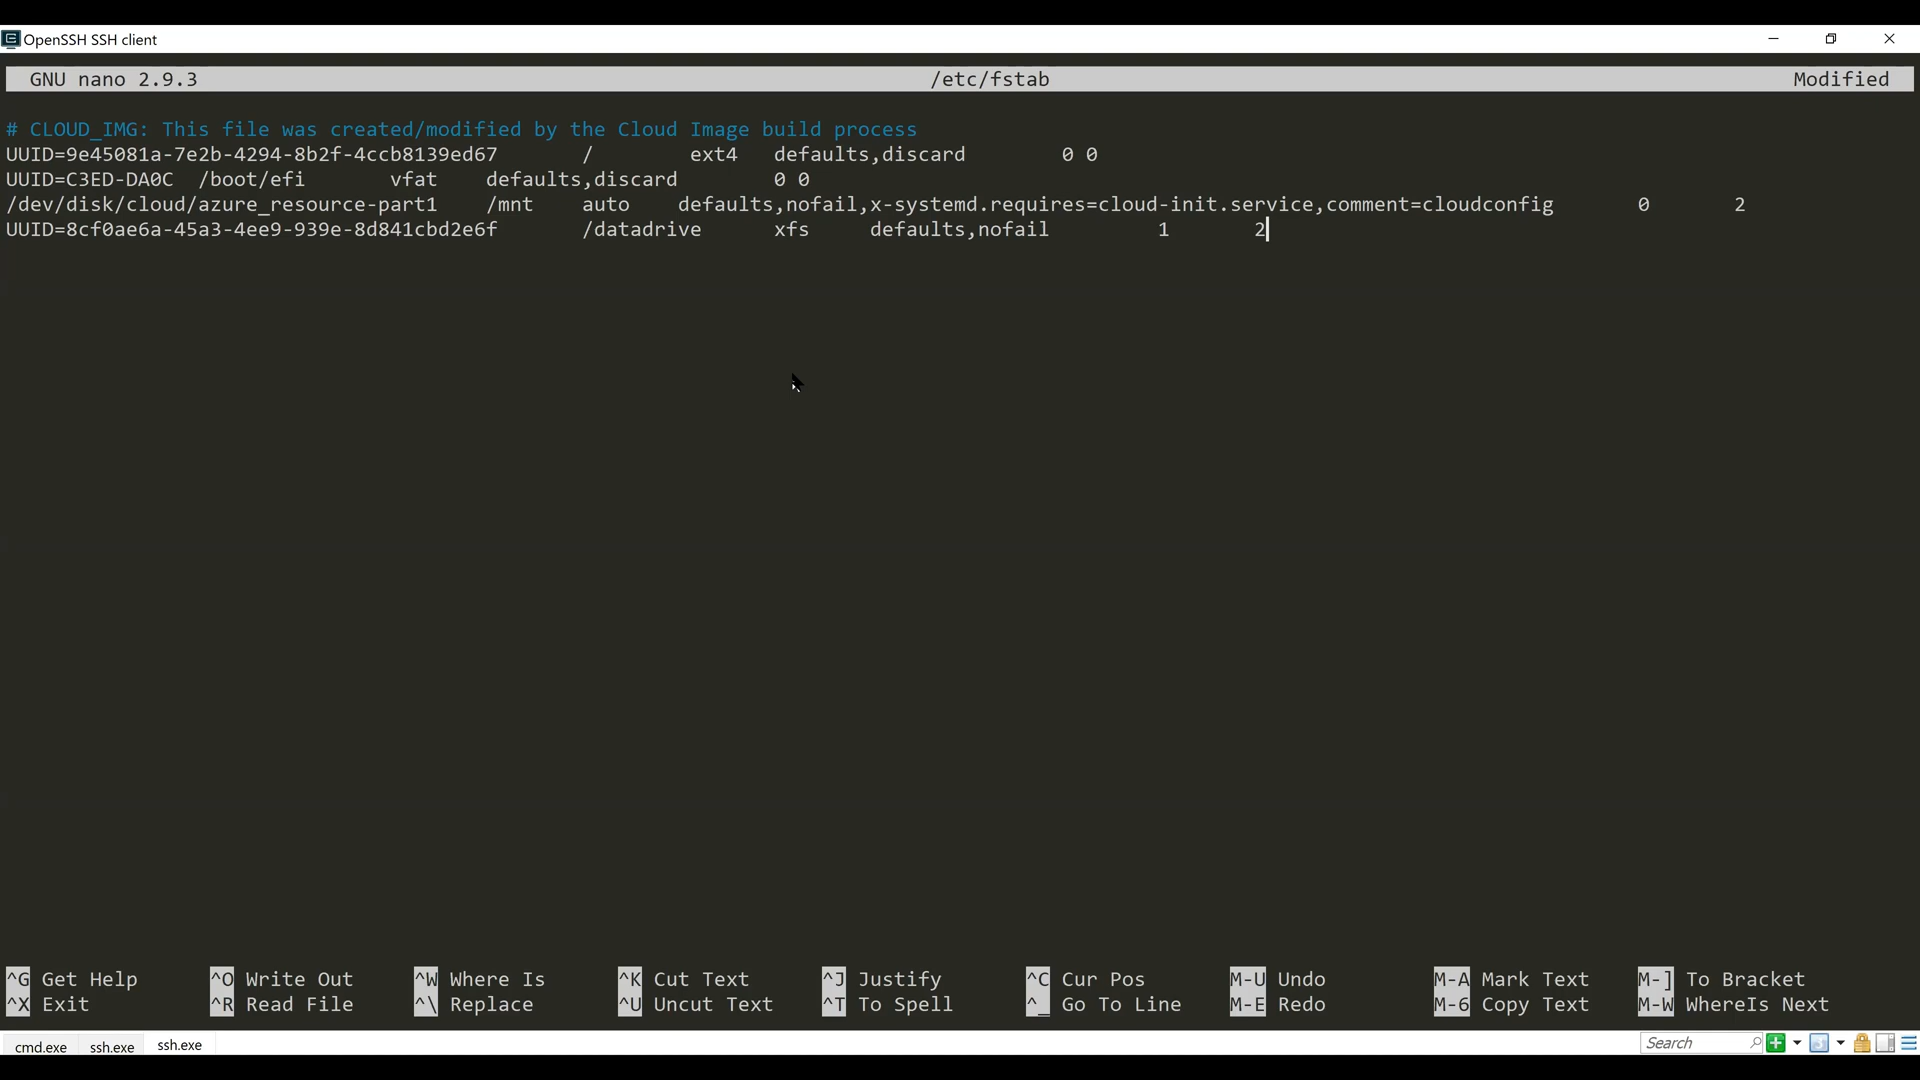 OpenSSH SSH client
GNU nano 2.9.3 /etc/fstab Modified
# CLOUD_IMG: This file was created/modified by the Cloud Image build process
UUID=9e45081a-7e2b-4294-8b2f-4ccb8139ed67 / ext4 defaults,discard 0 0
UUID=C3ED-DA0C /boot/efi vfat defaults,discard 0 0
/dev/disk/cloud/azure_resource-part1 /mnt auto defaults,nofail,x-systemd.requires=cloud-init.service,comment=cloudconfig 0 2
UUID=8cf0ae6a-45a3-4ee9-939e-8d841cbd2e6f /datadrive xfs defaults,nofail 1 2
^G Get Help ^O Write Out ^W Where Is ^K Cut Text ^J Justify ^C Cur Pos M-U Undo M-A Mark Text M-] To Bracket
^X Exit ^R Read File ^\ Replace ^U Uncut Text ^T To Spell ^_ Go To Line M-E Redo M-6 Copy Text M-W WhereIs Next
cmd.exe ssh.exe ssh.exe Search